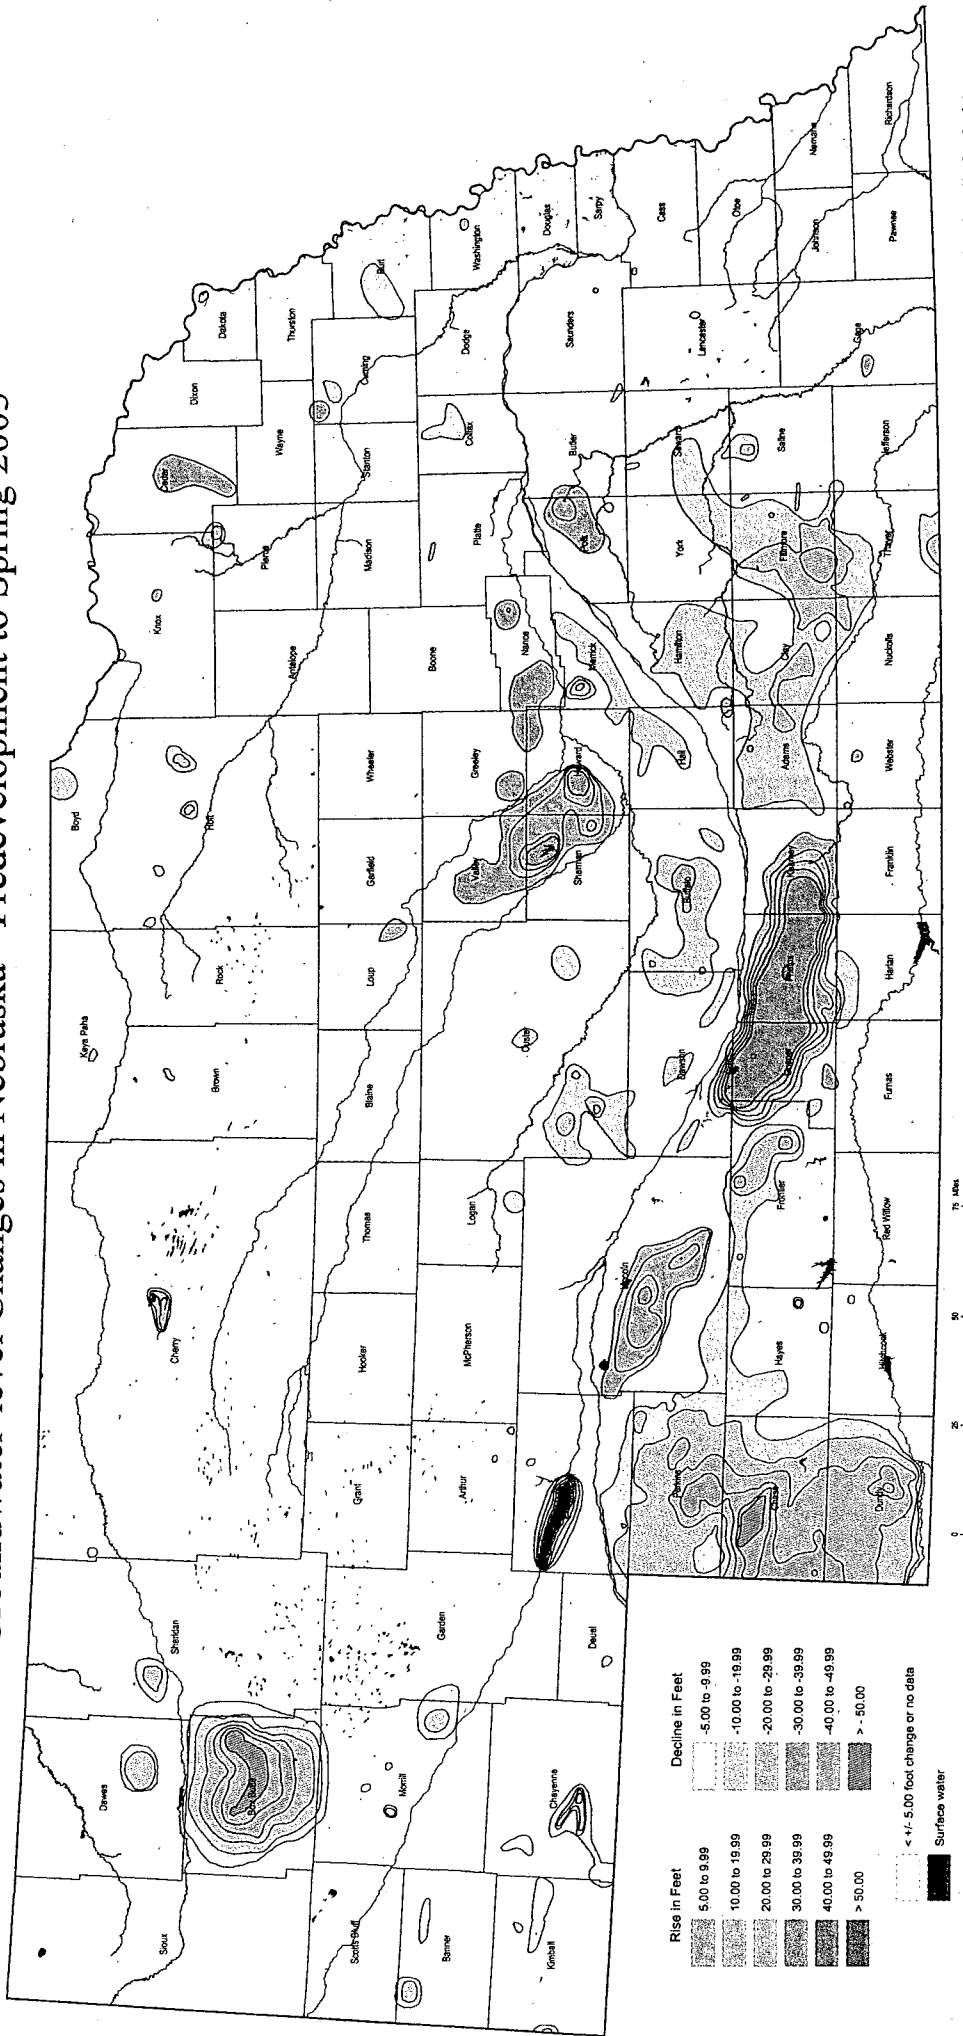 Groundwater-level Changes in Nebraska - Predevelopment to Spring 2005
Sioux
Dawes
Sheridan
Cherry
Keya Paha
Boyd
Brown
Rock
Holt
Knox
Cedar
Dixon
Dakota
Antelope
Pierce
Wayne
Thurston
Box Butte
Scotts Bluff
Morrill
Garden
Grant
Hooker
Thomas
Blaine
Loup
Garfield
Wheeler
Boone
Madison
Stanton
Cuming
Burt
Banner
Arthur
McPherson
Logan
Custer
Valley
Greeley
Nance
Platte
Colfax
Dodge
Washington
Kimball
Cheyenne
Deuel
Lincoln
Sherman
Howard
Merrick
Polk
Butler
Saunders
Douglas
Sarpy
Perkins
Dawson
Buffalo
Hall
Hamilton
York
Seward
Lancaster
Cass
Otoe
Chase
Hayes
Frontier
Gosper
Phelps
Kearney
Adams
Clay
Fillmore
Saline
Gage
Johnson
Nemaha
Dundy
Hitchcock
Red Willow
Furnas
Harlan
Franklin
Webster
Nuckolls
Thayer
Jefferson
Pawnee
Richardson
Rise in Feet
5.00 to 9.99
10.00 to 19.99
20.00 to 29.99
30.00 to 39.99
40.00 to 49.99
> 50.00
Decline in Feet
-5.00 to -9.99
-10.00 to -19.99
-20.00 to -29.99
-30.00 to -39.99
-40.00 to -49.99
> - 50.00
< +/- 5.00 foot change or no data
Surface water
0 25 50 75 Miles